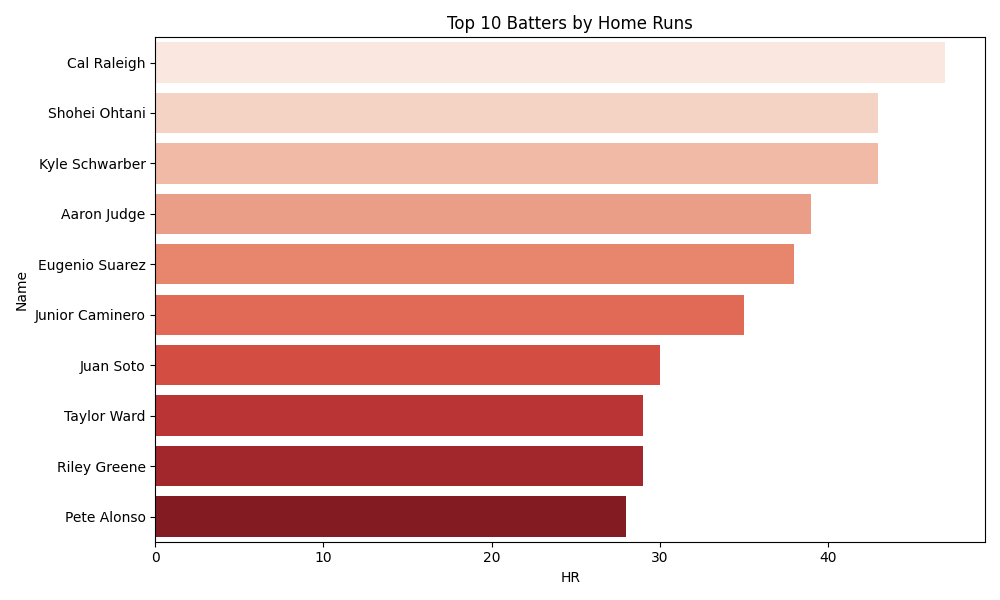 Top 10 Batters by Home Runs
Name
Cal Raleigh
Shohei Ohtani
Kyle Schwarber
Aaron Judge
Eugenio Suarez
Junior Caminero
Juan Soto
Taylor Ward
Riley Greene
Pete Alonso
0 10 20 30 40
HR